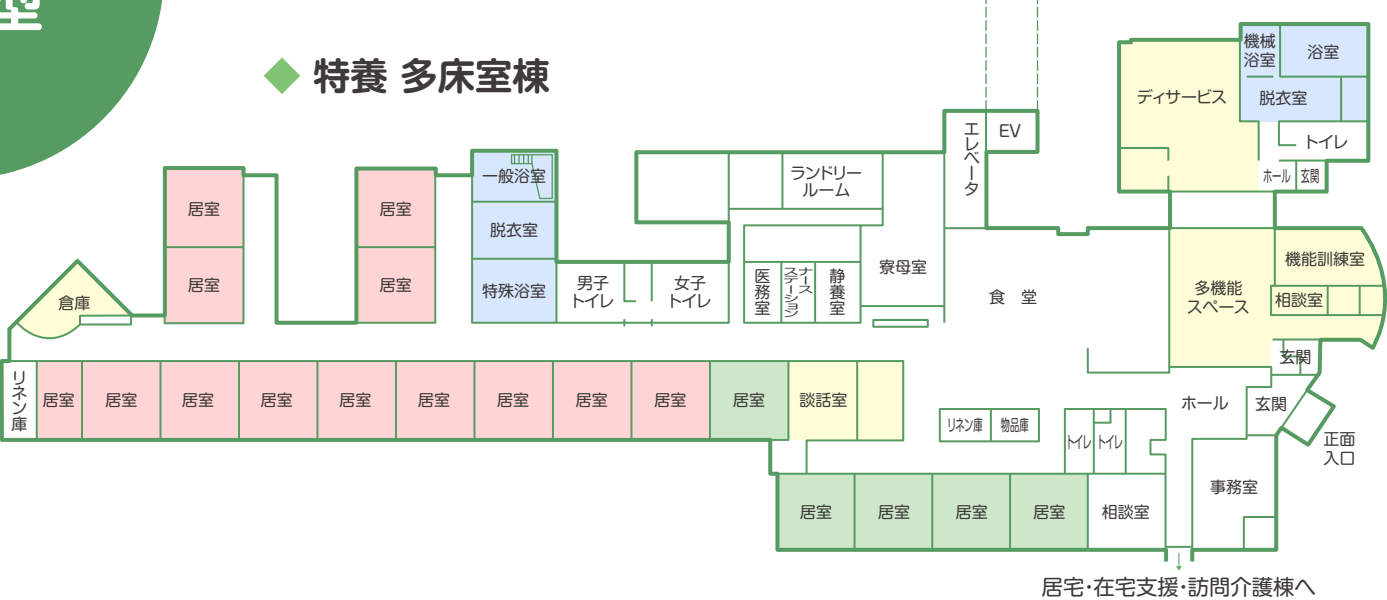 型
◆ 特養 多床室棟
機械
浴室
浴室
ディサービス
脱衣室
トイレ
ホール
玄関
エレベータ
EV
ランドリー
ルーム
一般浴室
脱衣室
特殊浴室
居室
居室
居室
居室
倉庫
男子
トイレ
女子
トイレ
医務室
ナース
ステーション
静養室
寮母室
食 堂
多機能
スペース
機能訓練室
相談室
玄関
リネン庫
居室
居室
居室
居室
居室
居室
居室
居室
居室
居室
談話室
リネン庫
物品庫
トイレ
トイレ
ホール
玄関
正面
入口
居室
居室
居室
居室
相談室
事務室
↓
居宅・在宅支援・訪問介護棟へ